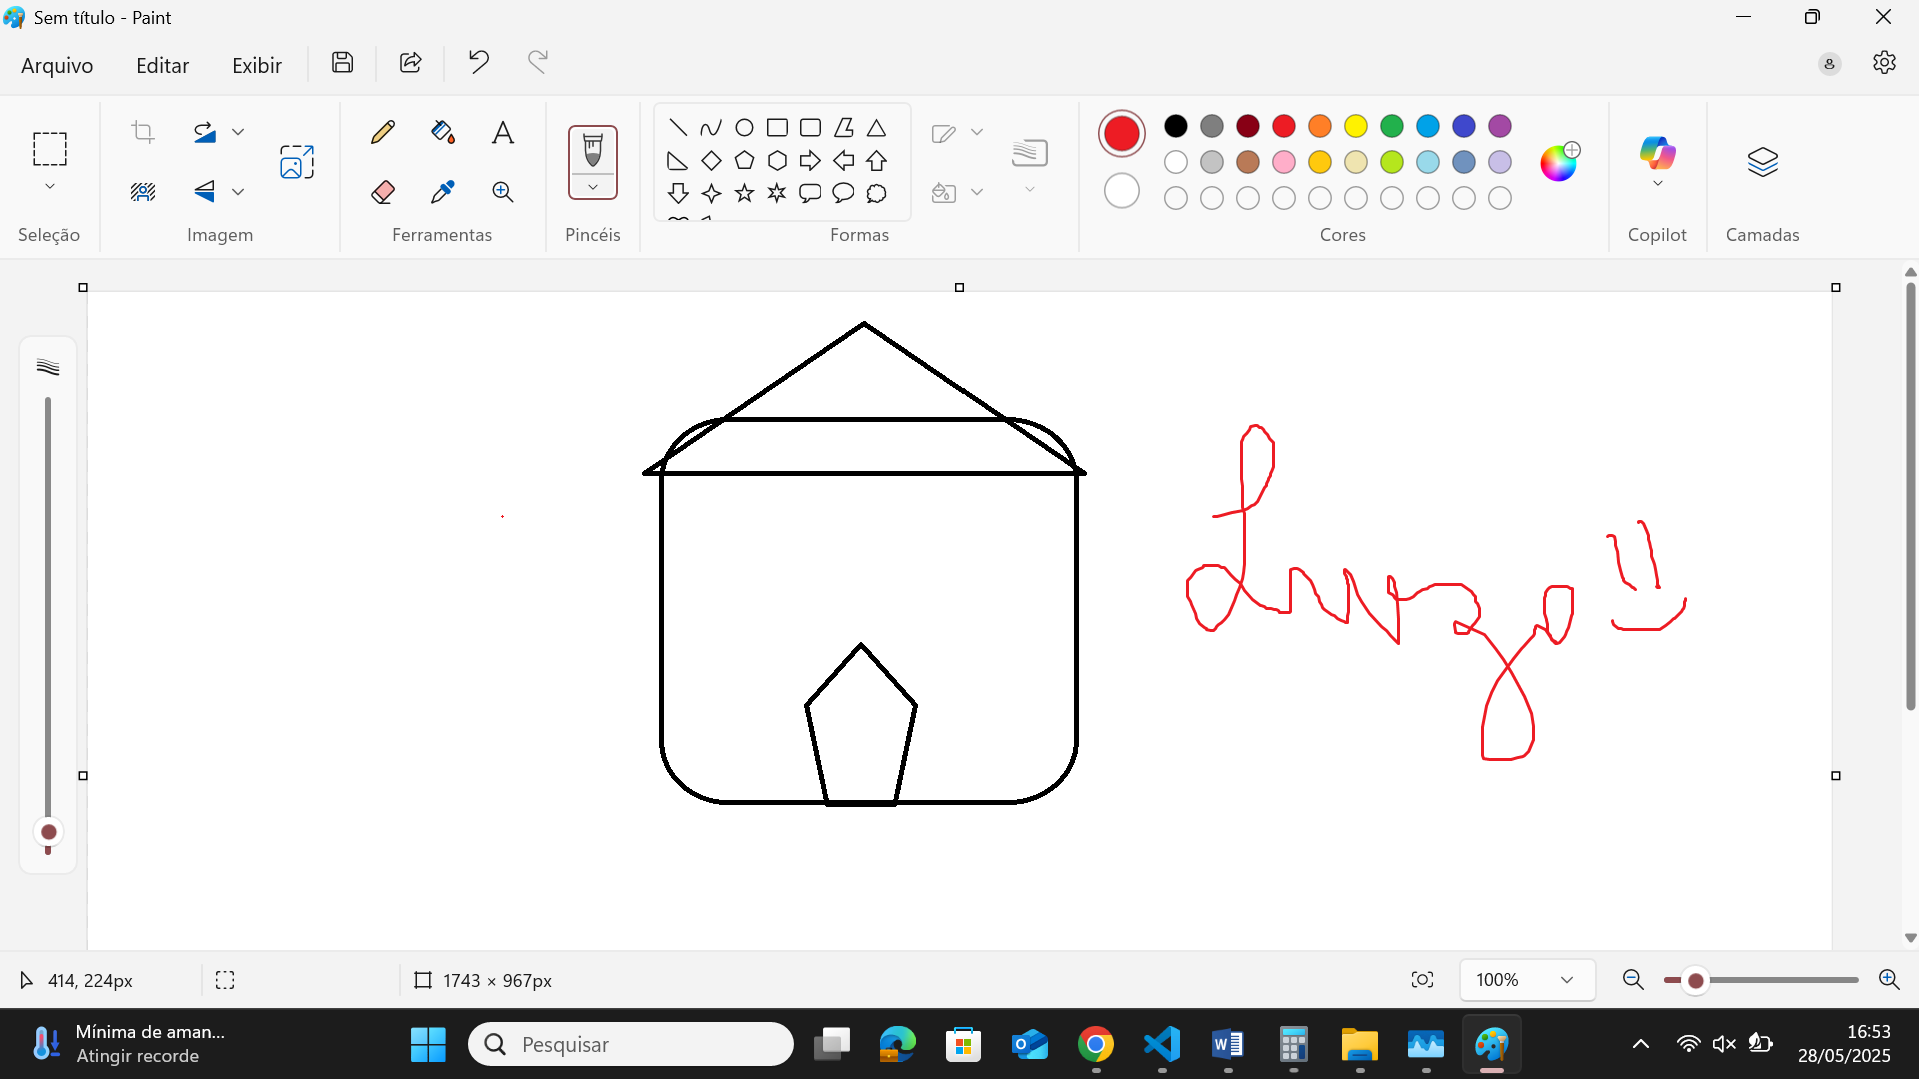 Sem título - Paint
Arquivo Editar Exibir
Seleção Imagem Ferramentas Pincéis Formas Cores Copilot Camadas
414, 224px 1743 × 967px 100%
Mínima de aman...
Atingir recorde
Pesquisar
16:53
28/05/2025